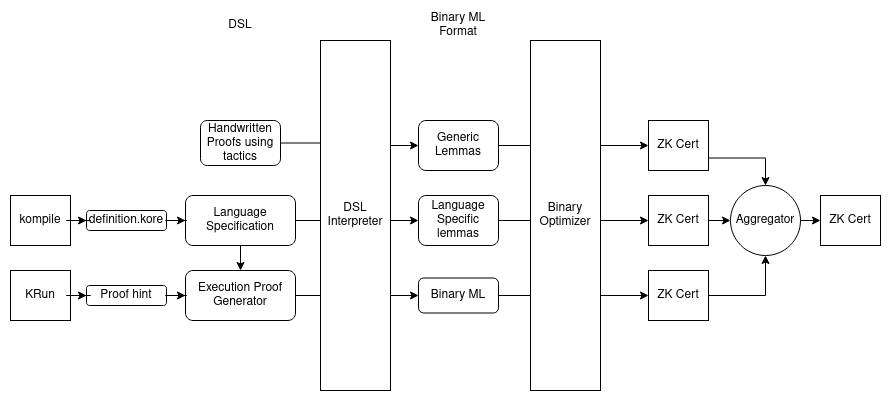 DSL
Binary ML
Format
Handwritten
Proofs using
tactics
Generic
Lemmas
ZK Cert
kompile
definition.kore
Language
Specification
DSL
Interpreter
Language
Specific
lemmas
Binary
Optimizer
ZK Cert
Aggregator
ZK Cert
KRun
Proof hint
Execution Proof
Generator
Binary ML
ZK Cert